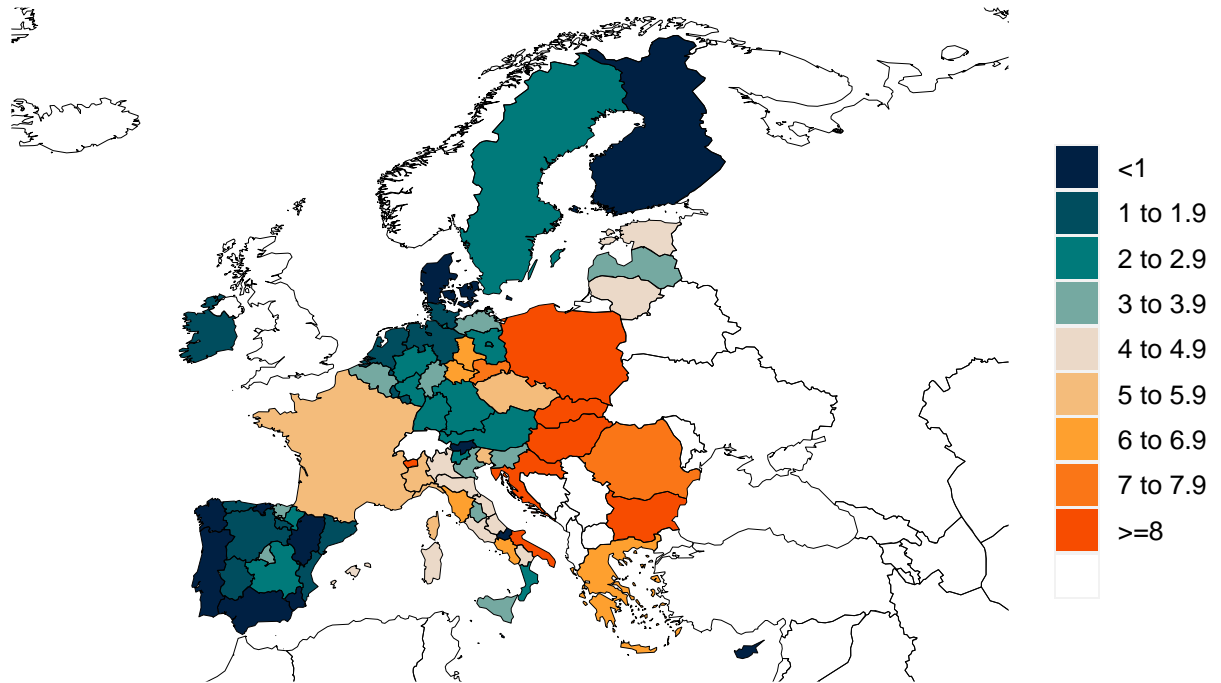 <1
1 to 1.9
2 to 2.9
3 to 3.9
4 to 4.9
5 to 5.9
6 to 6.9
7 to 7.9
>=8